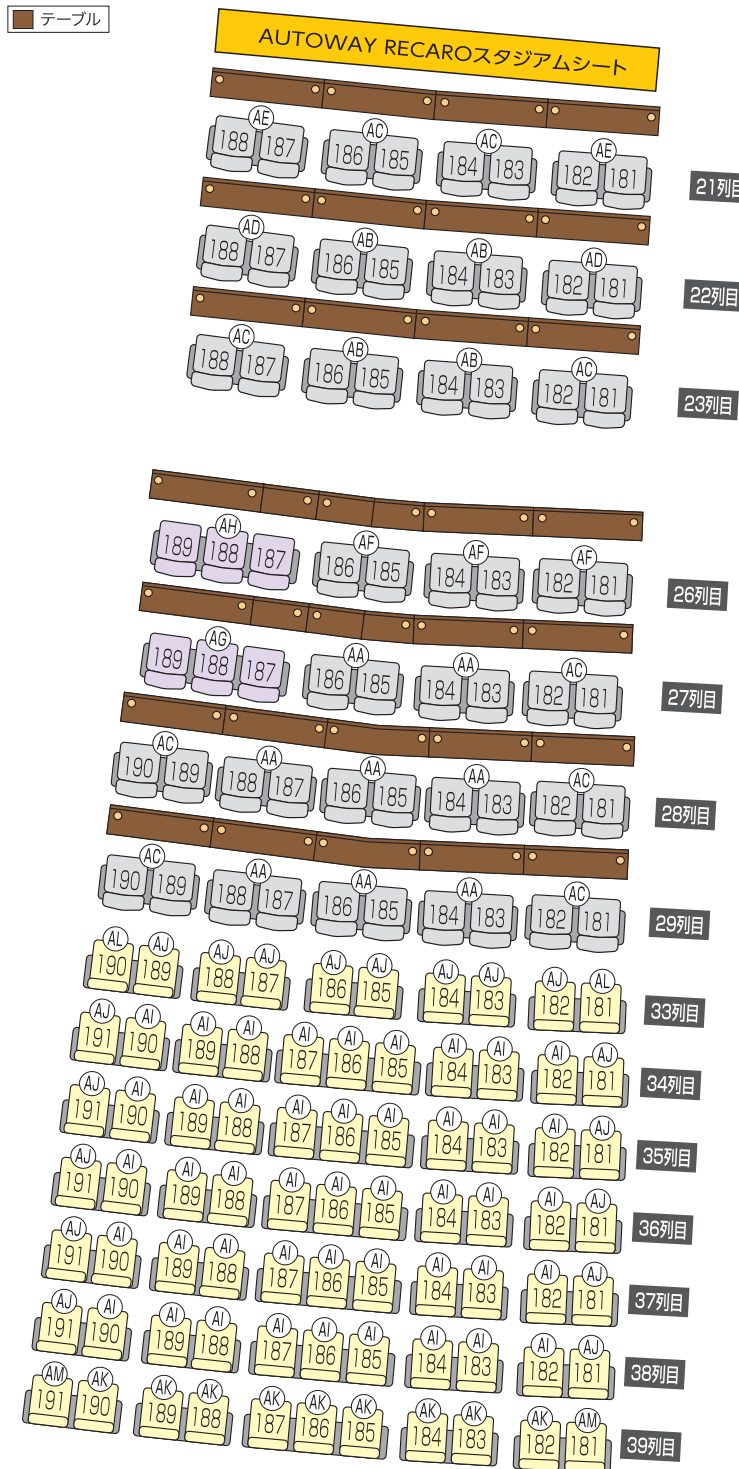 テーブル
AUTOWAY RECAROスタジアムシート
AE AC AC AE
188 187 186 185 184 183 182 181
21列目
AD AB AB AD
188 187 186 185 184 183 182 181
22列目
AC AB AB AC
188 187 186 185 184 183 182 181
23列目
AH AF AF AF
189 188 187 186 185 184 183 182 181
26列目
AG AA AA AC
189 188 187 186 185 184 183 182 181
27列目
AC AA AA AA AC
190 189 188 187 186 185 184 183 182 181
28列目
AC AA AA AA AC
190 189 188 187 186 185 184 183 182 181
29列目
AL AJ AJ AJ AJ AJ AJ AJ AJ AL
190 189 188 187 186 185 184 183 182 181
33列目
AJ AI AI AI AI AI AI AI AI AI AJ
191 190 189 188 187 186 185 184 183 182 181
34列目
AJ AI AI AI AI AI AI AI AI AI AJ
191 190 189 188 187 186 185 184 183 182 181
35列目
AJ AI AI AI AI AI AI AI AI AI AJ
191 190 189 188 187 186 185 184 183 182 181
36列目
AJ AI AI AI AI AI AI AI AI AI AJ
191 190 189 188 187 186 185 184 183 182 181
37列目
AJ AI AI AI AI AI AI AI AI AI AJ
191 190 189 188 187 186 185 184 183 182 181
38列目
AM AK AK AK AK AK AK AK AK AK AM
191 190 189 188 187 186 185 184 183 182 181
39列目